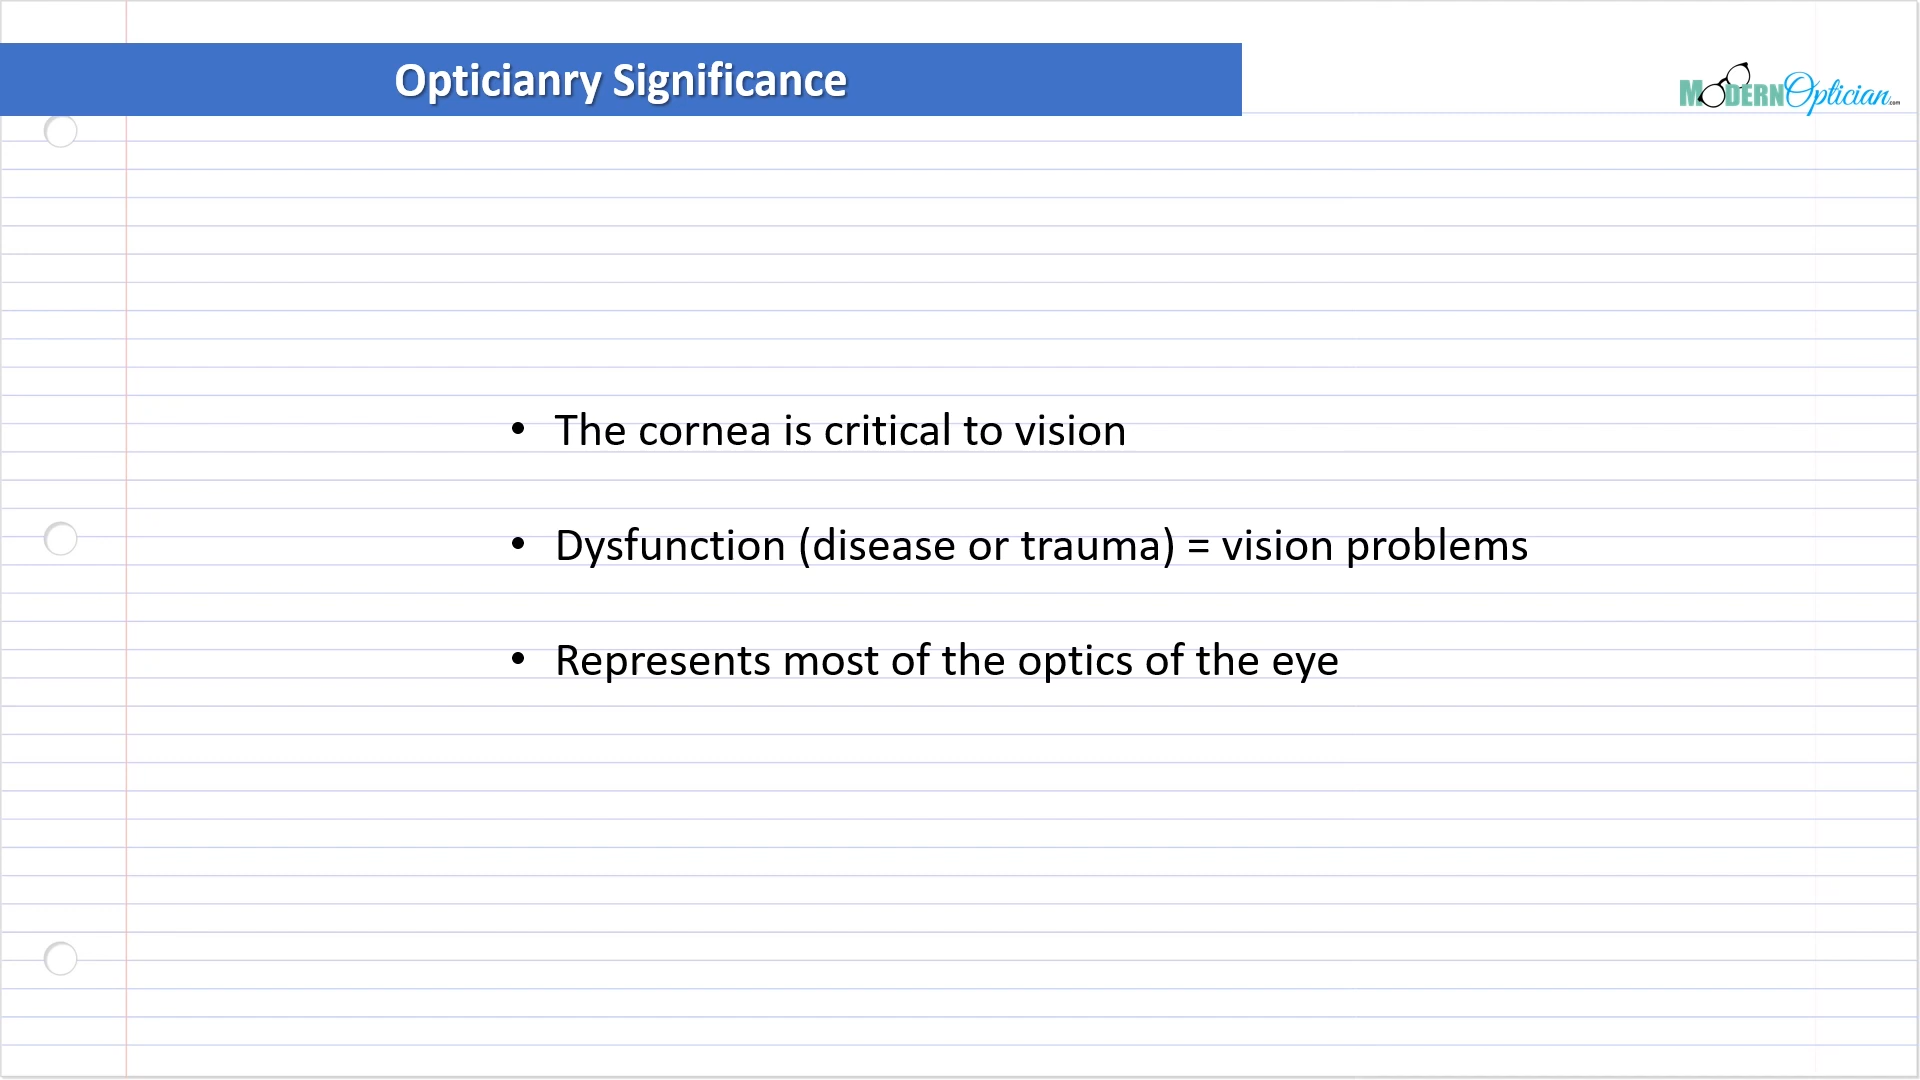 Opticianry Significance
MODERNOptician.com
• The cornea is critical to vision
• Dysfunction (disease or trauma) = vision problems
• Represents most of the optics of the eye